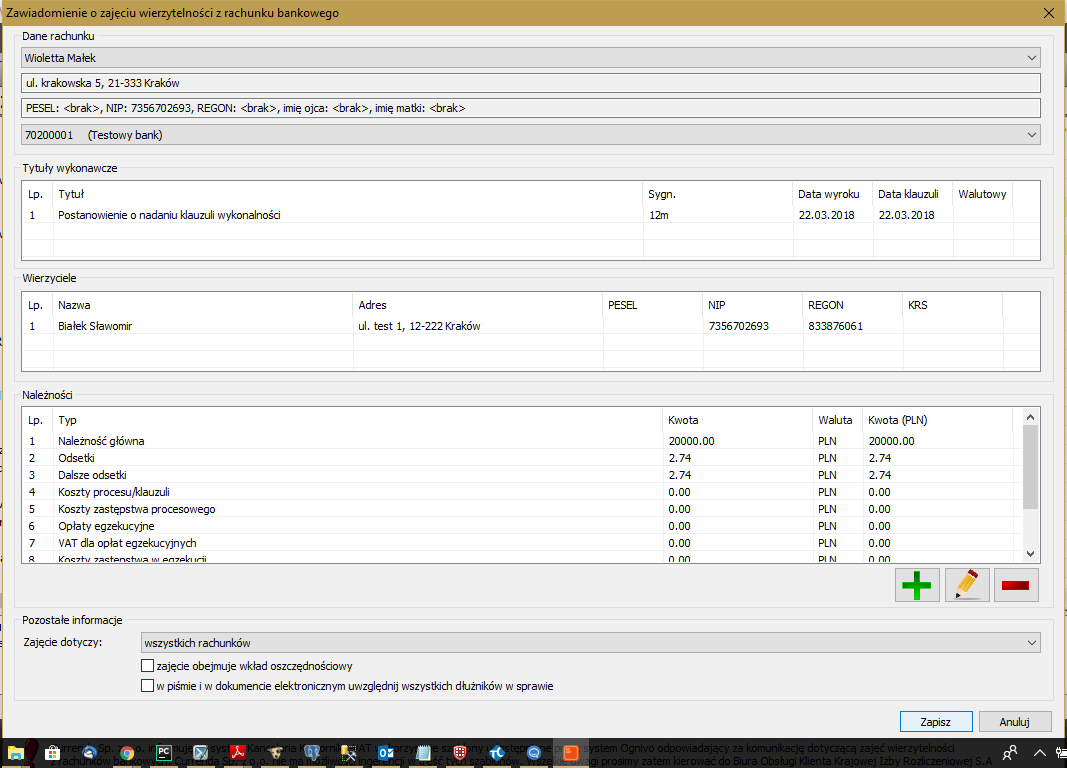 Zawiadomienie o zajęciu wierzytelności z rachunku bankowego
Dane rachunku
Wioletta Małek
ul. krakowska 5, 21-333 Kraków
PESEL: <brak>, NIP: 7356702693, REGON: <brak>, imię ojca: <brak>, imię matki: <brak>
70200001 (Testowy bank)
Tytuły wykonawcze
Lp. Tytuł Sygn. Data wyroku Data klauzuli Walutowy
1 Postanowienie o nadaniu klauzuli wykonalności 12m 22.03.2018 22.03.2018
Wierzyciele
Lp. Nazwa Adres PESEL NIP REGON KRS
1 Białek Sławomir ul. test 1, 12-222 Kraków 7356702693 833876061
Należności
Lp. Typ Kwota Waluta Kwota (PLN)
1 Należność główna 20000.00 PLN 20000.00
2 Odsetki 2.74 PLN 2.74
3 Dalsze odsetki 2.74 PLN 2.74
4 Koszty procesu/klauzuli 0.00 PLN 0.00
5 Koszty zastępstwa procesowego 0.00 PLN 0.00
6 Opłaty egzekucyjne 0.00 PLN 0.00
7 VAT dla opłat egzekucyjnych 0.00 PLN 0.00
8 Koszty zastępstwa w egzekucji 0.00 PLN 0.00
Pozostałe informacje
Zajęcie dotyczy: wszystkich rachunków
zajęcie obejmuje wkład oszczędnościowy
w piśmie i w dokumencie elektronicznym uwzględnij wszystkich dłużników w sprawie
Zapisz Anuluj
system Ognivo odpowiadający za komunikację dotyczącą zajęć wierzytelności
prosimy zatem kierować do Biura Obsługi Klienta Krajowej Izby Rozliczeniowej S.A